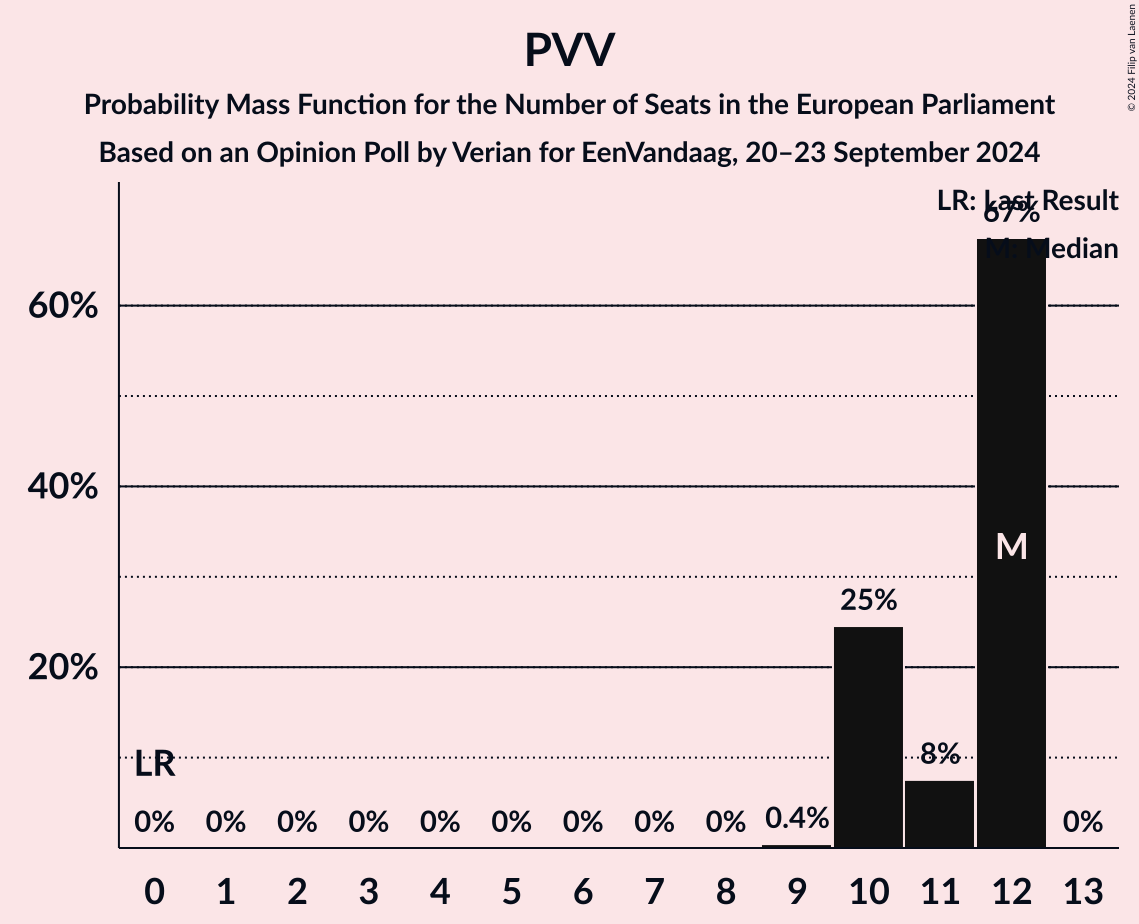 © 2024 Filip van Laenen
PVV
Probability Mass Function for the Number of Seats in the European Parliament
Based on an Opinion Poll by Verian for EenVandaag, 20–23 September 2024
LR: Last Result
67%
M: Median
60%
40%
M
25%
20%
LR
8%
0% 0% 0% 0% 0% 0% 0% 0% 0% 0.4% 0%
0 1 2 3 4 5 6 7 8 9 10 11 12 13